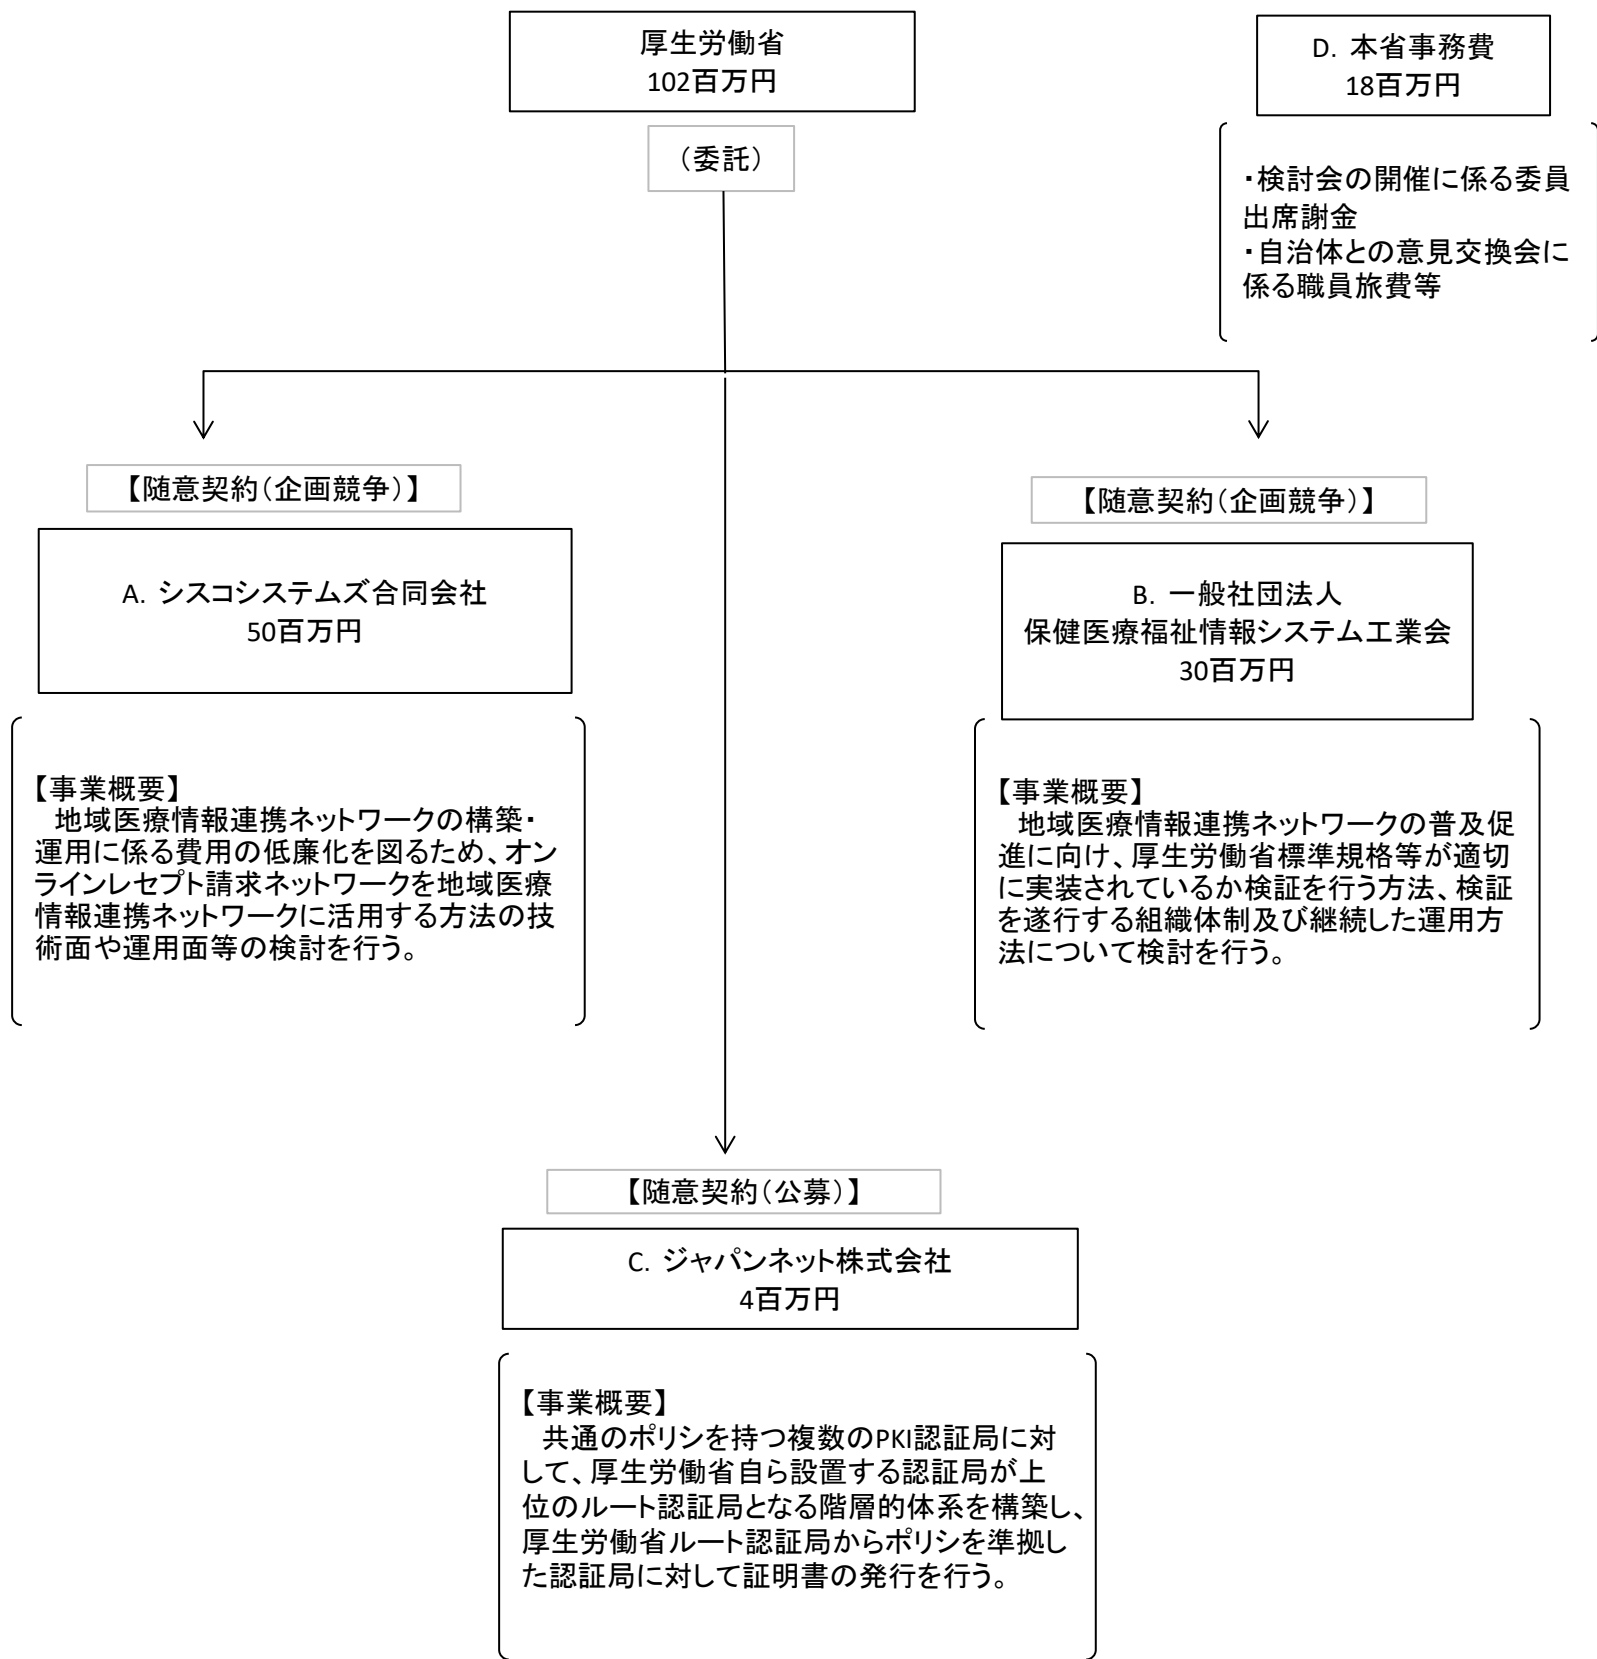 厚生労働省
102百万円
（委託）
D. 本省事務費
18百万円
・検討会の開催に係る委員
出席謝金
・自治体との意見交換会に
係る職員旅費等
【随意契約（企画競争）】
A. シスコシステムズ合同会社
50百万円
【事業概要】
地域医療情報連携ネットワークの構築・
運用に係る費用の低廉化を図るため、オン
ラインレセプト請求ネットワークを地域医療
情報連携ネットワークに活用する方法の技
術面や運用面等の検討を行う。
【随意契約（企画競争）】
B. 一般社団法人
保健医療福祉情報システム工業会
30百万円
【事業概要】
地域医療情報連携ネットワークの普及促
進に向け、厚生労働省標準規格等が適切
に実装されているか検証を行う方法、検証
を遂行する組織体制及び継続した運用方
法について検討を行う。
【随意契約（公募）】
C. ジャパンネット株式会社
4百万円
【事業概要】
共通のポリシを持つ複数のPKI認証局に対
して、厚生労働省自ら設置する認証局が上
位のルート認証局となる階層的体系を構築し、
厚生労働省ルート認証局からポリシを準拠し
た認証局に対して証明書の発行を行う。